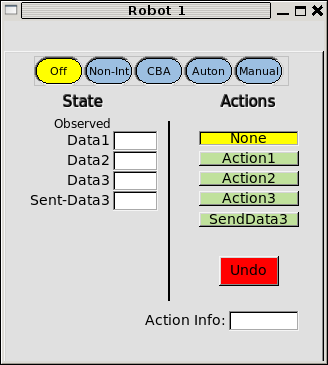 Robot 1
Off Non-Int CBA Auton Manual
State
Actions
Observed
Data1
Data2
Data3
Sent-Data3
None
Action1
Action2
Action3
SendData3
Undo
Action Info: